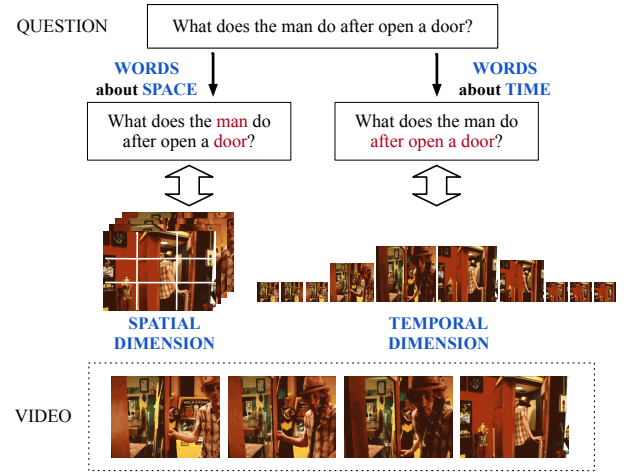 QUESTION
What does the man do after open a door?
WORDS
about SPACE
WORDS
about TIME
What does the man do
after open a door?
What does the man do
after open a door?
SPATIAL
DIMENSION
TEMPORAL
DIMENSION
VIDEO